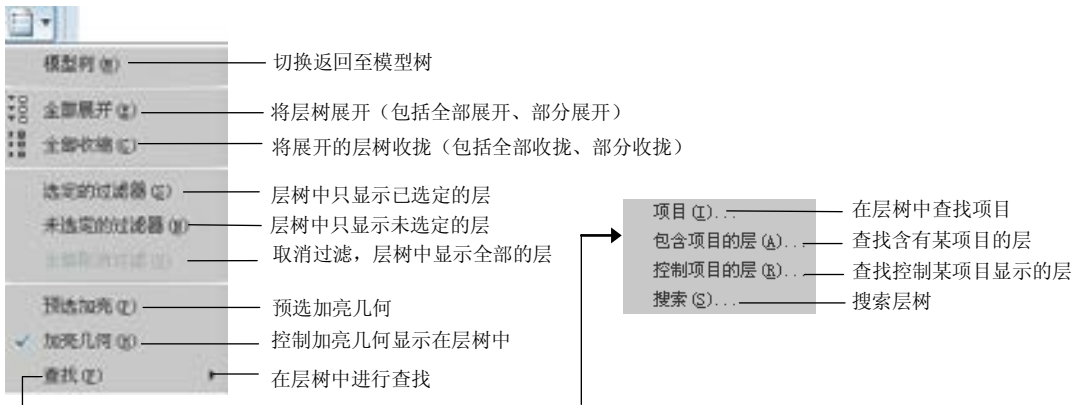 模型树(M) 切换返回至模型树
全部展开(E) 将层树展开（包括全部展开、部分展开）
全部收缩(C) 将展开的层树收拢（包括全部收拢、部分收拢）
选定的过滤器(S) 层树中只显示已选定的层
未选定的过滤器(N) 层树中只显示未选定的层
全部取消过滤(U) 取消过滤，层树中显示全部的层
预选加亮(P) 预选加亮几何
加亮几何(H) 控制加亮几何显示在层树中
查找(F) 在层树中进行查找
项目(I)... 在层树中查找项目
包含项目的层(A)... 查找含有某项目的层
控制项目的层(R)... 查找控制某项目显示的层
搜索(S)... 搜索层树